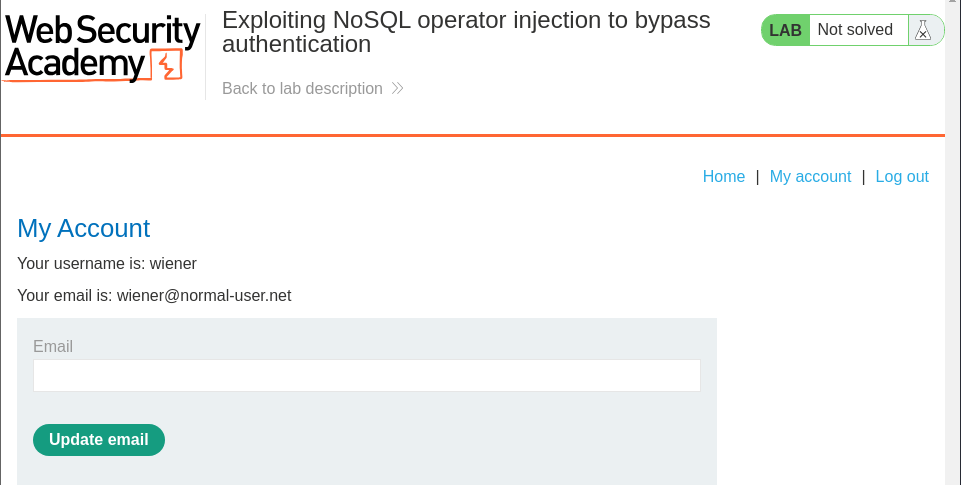 Web Security
Academy
Exploiting NoSQL operator injection to bypass
authentication
Back to lab description
LAB Not solved
Home | My account | Log out
My Account
Your username is: wiener
Your email is: wiener@normal-user.net
Email
Update email